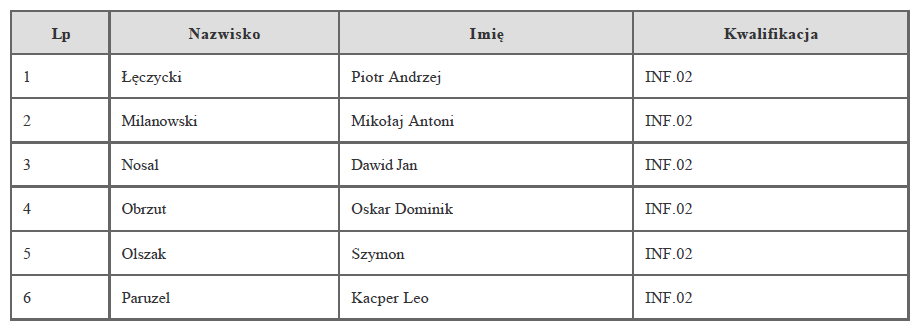 Lp Nazwisko Imię Kwalifikacja
1 Łęczycki Piotr Andrzej INF.02
2 Milanowski Mikołaj Antoni INF.02
3 Nosal Dawid Jan INF.02
4 Obrzut Oskar Dominik INF.02
5 Olszak Szymon INF.02
6 Paruzel Kacper Leo INF.02